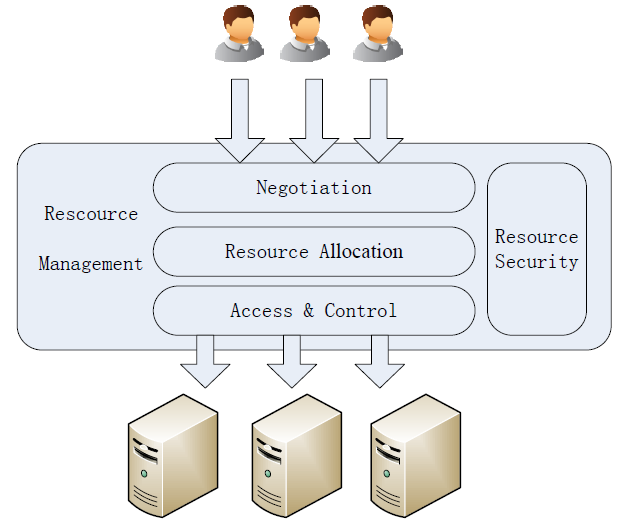 Negotiation
Rescource
Management
Resource Allocation
Resource
Security
Access & Control